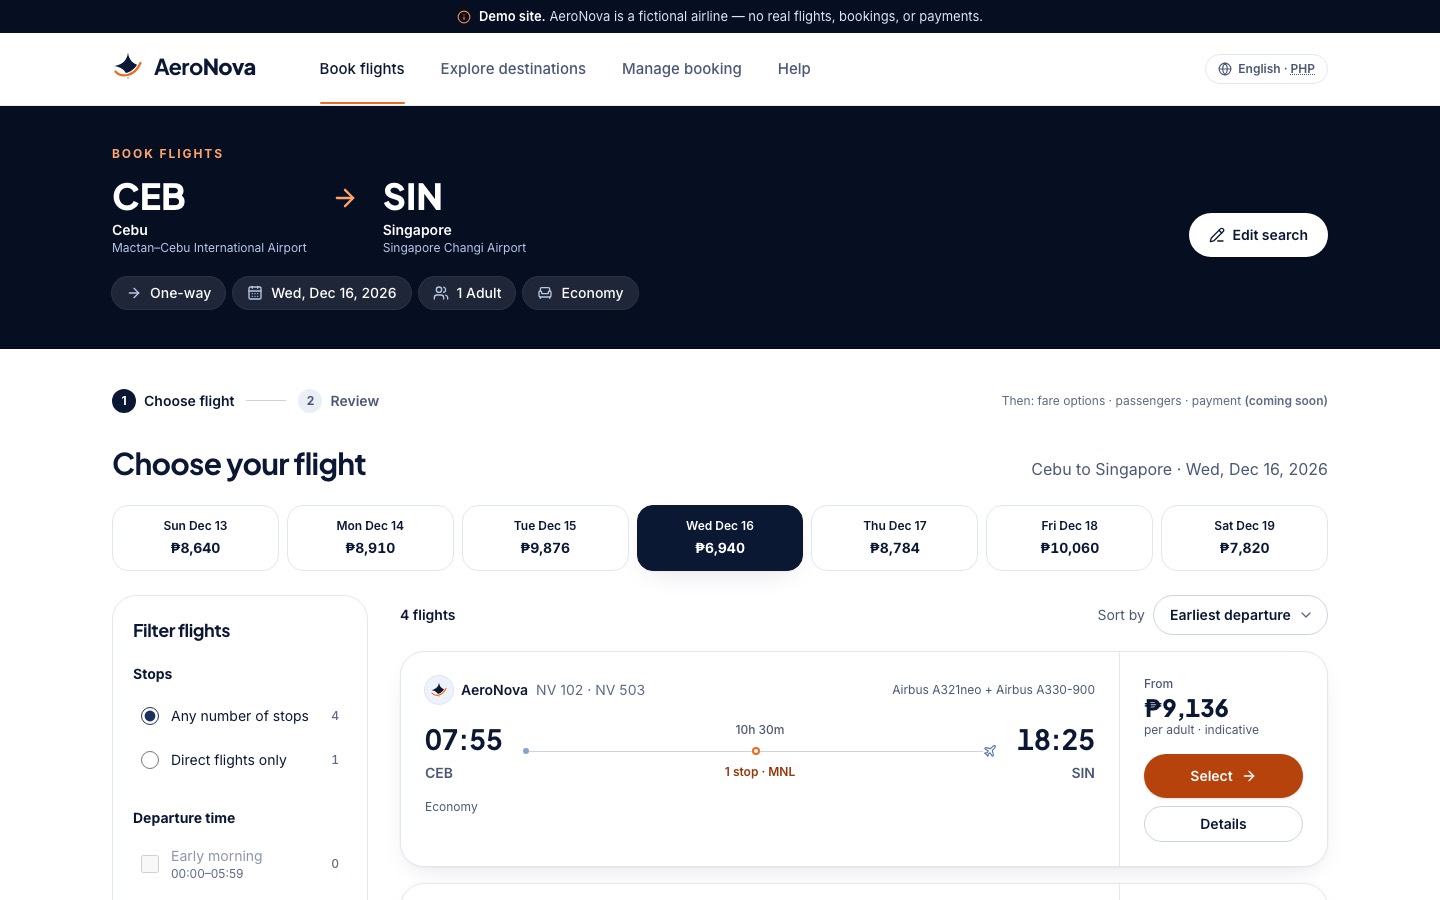 Demo site. AeroNova is a fictional airline — no real flights, bookings, or payments.
AeroNova
Book flights
Explore destinations
Manage booking
Help
English · PHP
BOOK FLIGHTS
CEB
SIN
Cebu
Singapore
Mactan–Cebu International Airport
Singapore Changi Airport
Edit search
One-way
Wed, Dec 16, 2026
1 Adult
Economy
1 Choose flight
2 Review
Then: fare options · passengers · payment (coming soon)
Choose your flight
Cebu to Singapore · Wed, Dec 16, 2026
Sun Dec 13
₱8,640
Mon Dec 14
₱8,910
Tue Dec 15
₱9,876
Wed Dec 16
₱6,940
Thu Dec 17
₱8,784
Fri Dec 18
₱10,060
Sat Dec 19
₱7,820
Filter flights
Stops
Any number of stops 4
Direct flights only 1
Departure time
Early morning 0
00:00–05:59
4 flights
Sort by Earliest departure
AeroNova NV 102 · NV 503
Airbus A321neo + Airbus A330-900
07:55
10h 30m
18:25
CEB
1 stop · MNL
SIN
Economy
From
₱9,136
per adult · indicative
Select
Details